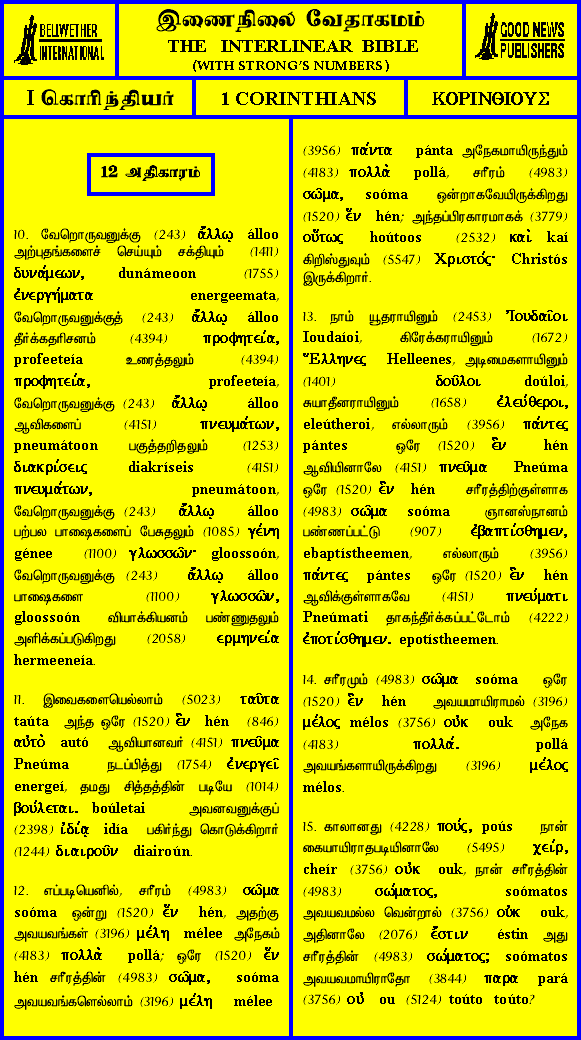 BELLWETHER
INTERNATIONAL
இணைநிலை வேதாகமம்
THE INTERLINEAR BIBLE
(WITH STRONG'S NUMBERS)
GOOD NEWS
PUBLISHERS
I கொரிந்தியர்
1 CORINTHIANS
ΚΟΡΙΝΘΙΟΥΣ
12 அதிகாரம்
10. வேறொருவனுக்கு (243) ἄλλῳ álloo
அற்புதங்களைச் செய்யும் சக்தியும் (1411)
δυνάμεων, dunámeoon (1755)
ἐνεργήματα energeemata,
வேறொருவனுக்குத் (243) ἄλλῳ álloo
தீர்க்கதரிசனம் (4394) προφητεία,
profeeteía உரைத்தலும் (4394)
προφητεία, profeeteía,
வேறொருவனுக்கு (243) ἄλλῳ álloo
ஆவிகளைப் (4151) πνευμάτων,
pneumátoon பகுத்தறிதலும் (1253)
διακρίσεις diakríseis (4151)
πνευμάτων, pneumátoon,
வேறொருவனுக்கு (243) ἄλλῳ álloo
பற்பல பாஷைகளைப் பேசுதலும் (1085) γένη
génee (1100) γλωσσῶν· gloossoón,
வேறொருவனுக்கு (243) ἄλλῳ álloo
பாஷைகளை (1100) γλωσσῶν,
gloossoón வியாக்கியனம் பண்ணுதலும்
அளிக்கப்படுகிறது (2058) ερμηνεία
hermeeneía.
11. இவைகளையெல்லாம் (5023) ταῦτα
taúta அந்த ஒரே (1520) ἓν hén (846)
αὐτὸ autó ஆவியானவர் (4151) πνεῦμα
Pneúma நடப்பித்து (1754) ἐνεργεῖ
energeí, தமது சித்தத்தின் படியே (1014)
βούλεται. boúletai அவனவனுக்குப்
(2398) ἰδίᾳ idía பகிர்ந்து கொடுக்கிறார்
(1244) διαιροῦν diairoún.
12. எப்படியெனில், சரீரம் (4983) σῶμα
soóma ஒன்று (1520) ἕν hén, அதற்கு
அவயவங்கள் (3196) μέλη mélee அநேகம்
(4183) πολλὰ pollá; ஒரே (1520) ἕν
hén சரீரத்தின் (4983) σῶμα, soóma
அவயவங்களெல்லாம் (3196) μέλη mélee
(3956) πάντα pánta அநேகமாயிருந்தும்
(4183) πολλὰ pollá, சரீரம் (4983)
σῶμα, soóma ஒன்றாகவேயிருக்கிறது
(1520) ἕν hén; அந்தப்பிரகாரமாகக் (3779)
οὕτως hoútoos (2532) καὶ kaí
கிறிஸ்துவும் (5547) Χριστός· Christós
இருக்கிறார்.
13. நாம் யூதராயினும் (2453) Ἰουδαῖοι
Ioudaíoi, கிரேக்கராயினும் (1672)
Ἕλληνες Helleenes, அடிமைகளாயினும்
(1401) δοῦλοι doúloi,
சுயாதீனராயினும் (1658) ἐλεύθεροι,
eleútheroi, எல்லாரும் (3956) πάντες
pántes ஒரே (1520) ἓν hén
ஆவியினாலே (4151) πνεῦμα Pneúma
ஒரே (1520) ἓν hén சரீரத்திற்குள்ளாக
(4983) σῶμα soóma ஞானஸ்நானம்
பண்ணப்பட்டு (907) ἐβαπτίσθημεν,
ebaptístheemen, எல்லாரும் (3956)
πάντες pántes ஒரே (1520) ἓν hén
ஆவிக்குள்ளாகவே (4151) πνεύματι
Pneúmati தாகந்தீர்க்கப்பட்டோம் (4222)
ἐποτίσθημεν. epotístheemen.
14. சரீரமும் (4983) σῶμα soóma ஒரே
(1520) ἓν hén அவயமாயிராமல் (3196)
μέλος mélos (3756) οὐκ ouk அநேக
(4183) πολλά. pollá
அவயங்களாயிருக்கிறது (3196) μέλος
mélos.
15. காலானது (4228) πούς, poús நான்
கையாயிராதபடியினாலே (5495) χείρ,
cheír (3756) οὐκ ouk, நான் சரீரத்தின்
(4983) σώματος, soómatos
அவயவமல்ல வென்றால் (3756) οὐκ ouk,
அதினாலே (2076) ἔστιν éstin அது
சரீரத்தின் (4983) σώματος; soómatos
அவயவமாயிராதோ (3844) παρα pará
(3756) οὐ ou (5124) toúto toúto?